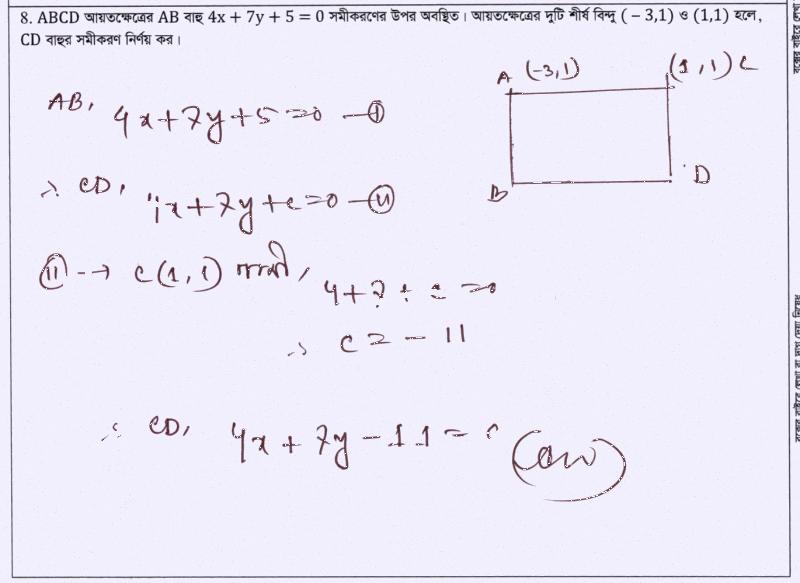 8. ABCD আয়তক্ষেত্রের AB বাহু 4x + 7y + 5 = 0 সমীকরণের উপর অবস্থিত। আয়তক্ষেত্রের দুটি শীর্ষ বিন্দু ( – 3,1) ও (1,1) হলে,
CD বাহুর সমীকরণ নির্ণয় কর।
A (-3,1)
(1,1) C
B
D
AB, 4x+7y+5=0 —(i)
∴ CD, 4x+7y+c=0 —(ii)
(ii) --> C(1,1) গামী,
4+7+c=0
∴ c = -11
∴ CD, 4x+7y-11=0 (Ans)